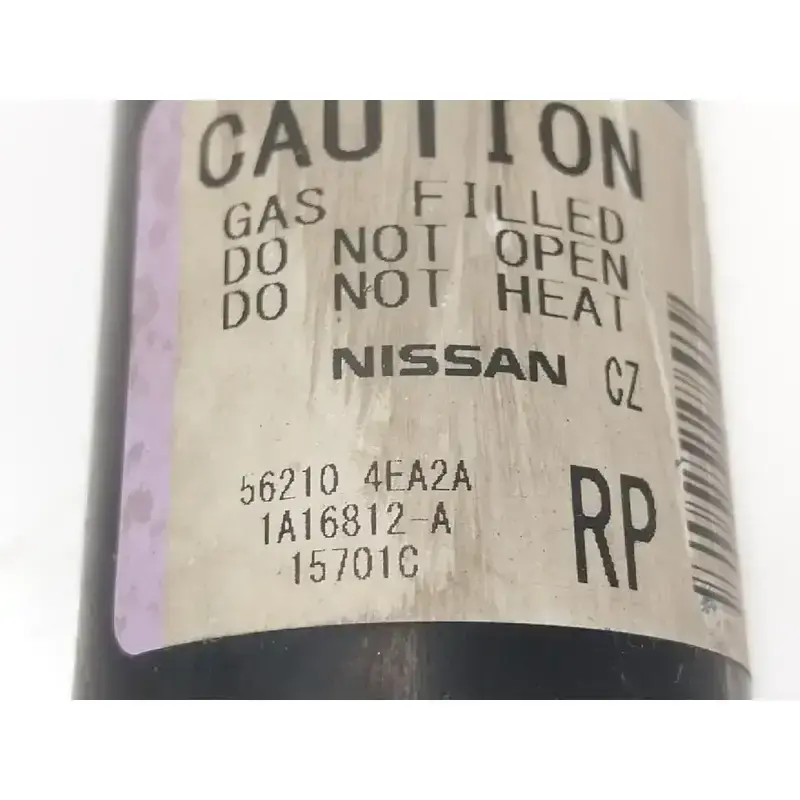 CAUTION
GAS FILLED
DO NOT OPEN
DO NOT HEAT
NISSAN CZ
56210 4EA2A
1A16812-A
15701C
RP